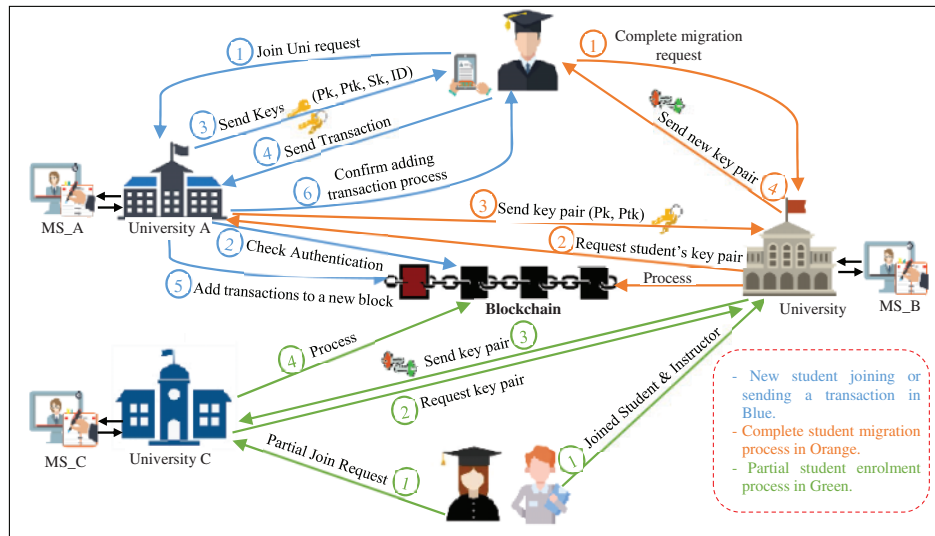 1 Join Uni request
1 Complete migration
request
3 Send Keys (Pk, Ptk, Sk, ID)
4 Send Transaction
Send new key pair 4
6 Confirm adding
transaction process
MS_A
University A
3 Send key pair (Pk, Ptk)
2 Request student's key pair
2 Check Authentication
5 Add transactions to a new block
Blockchain
Process
University
MS_B
4 Process
Send key pair 3
2 Request key pair
1 Joined Student & Instructor
MS_C
University C
Partial Join Request 1
- New student joining or
sending a transaction in
Blue.
- Complete student migration
process in Orange.
- Partial student enrolment
process in Green.